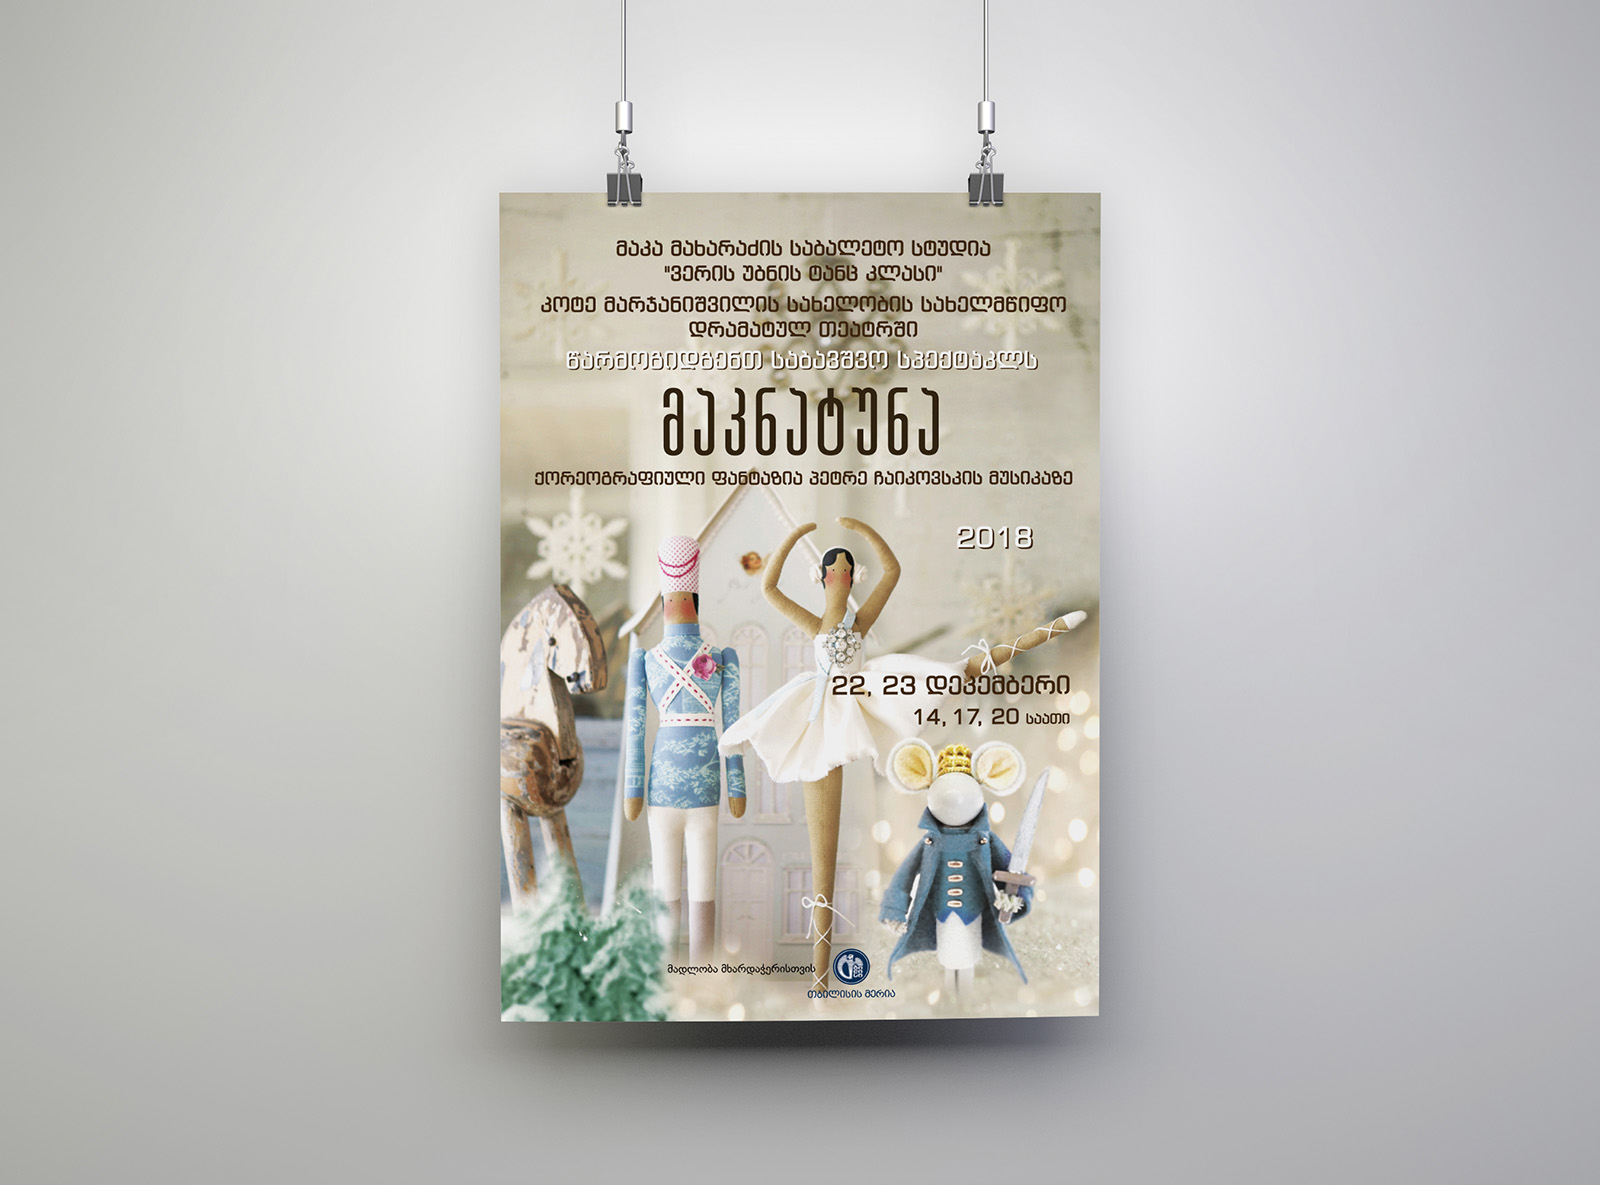 მაკა მახარაძის საბალეტო სტუდია
"ვერის უბნის ტანც კლასი"
კოტე მარჯანიშვილის სახელობის სახელმწიფო
დრამატულ თეატრში
წარმოგიდგენთ საბავშვო სპექტაკლს
მაკნატუნა
ქორეოგრაფიული ფანტაზია პეტრე ჩაიკოვსკის მუსიკაზე
2018
22, 23 დეკემბერი
14, 17, 20 საათი
მადლობა მხარდაჭერისთვის
თბილისის მერია